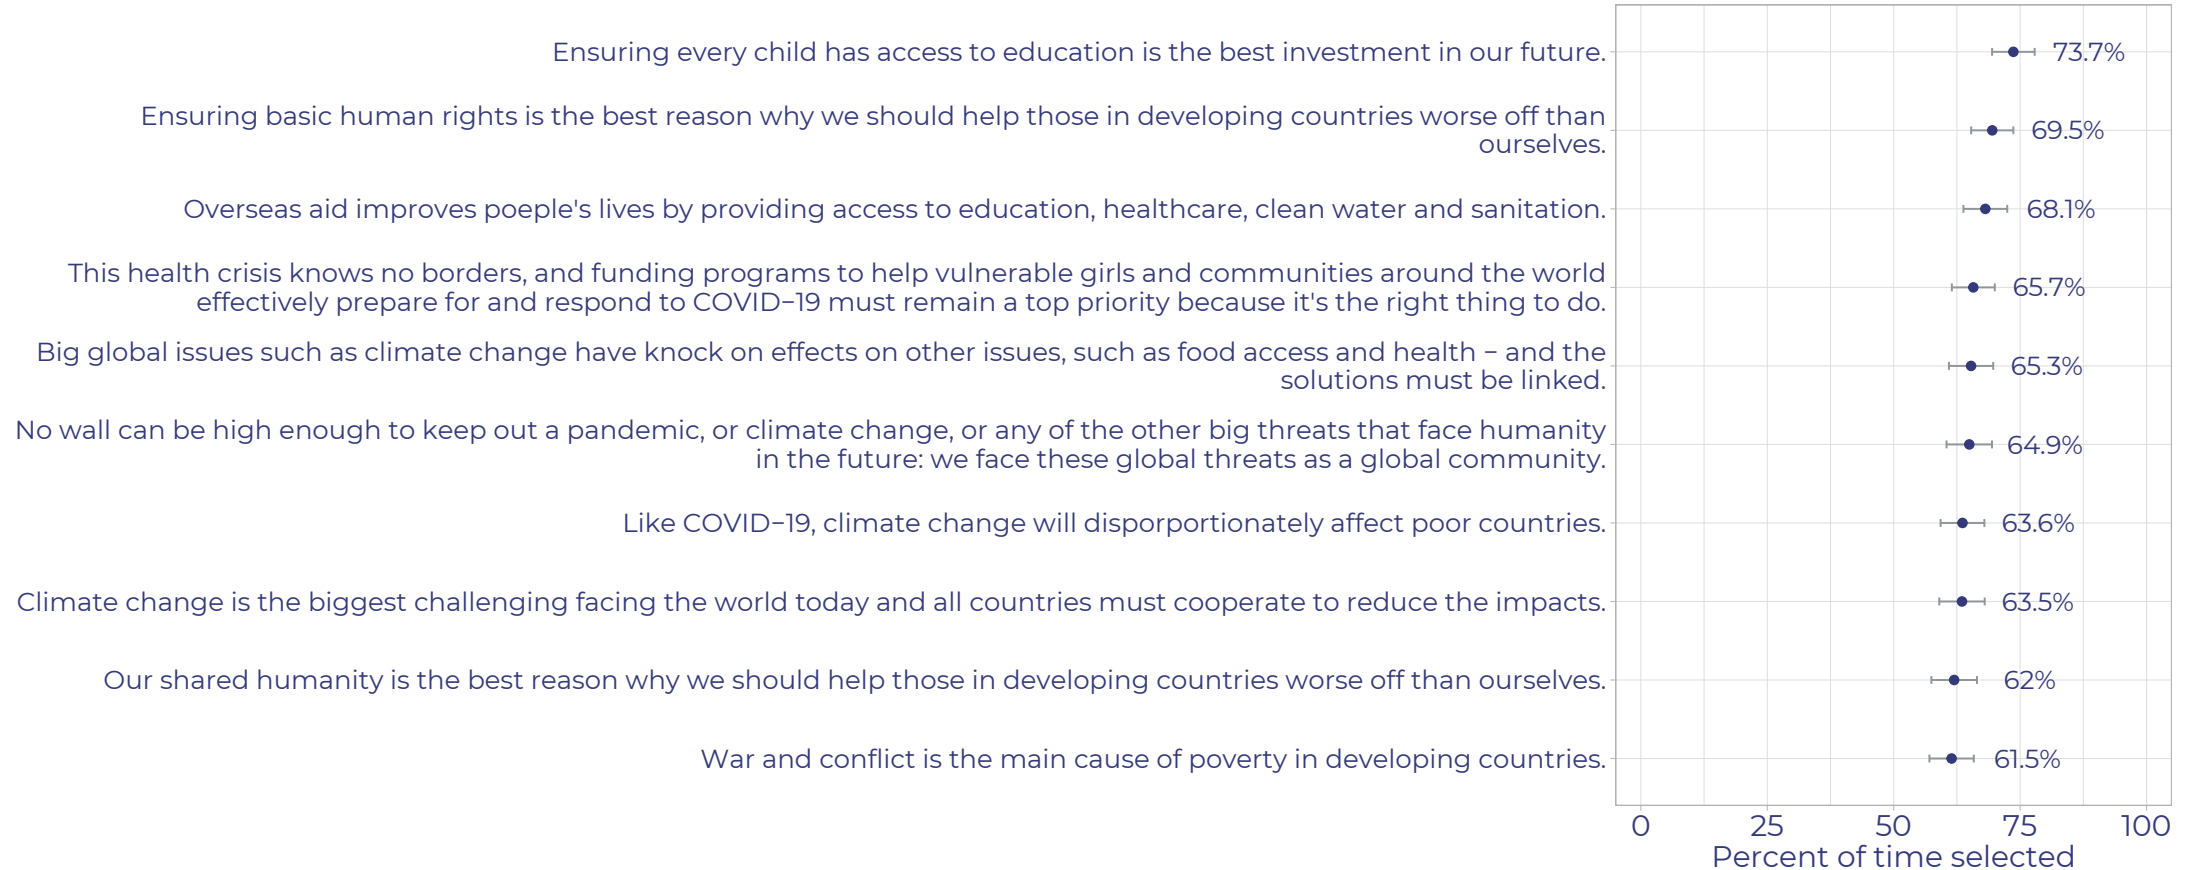 Ensuring every child has access to education is the best investment in our future.
73.7%
Ensuring basic human rights is the best reason why we should help those in developing countries worse off than
ourselves.
69.5%
Overseas aid improves poeple's lives by providing access to education, healthcare, clean water and sanitation.
68.1%
This health crisis knows no borders, and funding programs to help vulnerable girls and communities around the world
effectively prepare for and respond to COVID−19 must remain a top priority because it's the right thing to do.
65.7%
Big global issues such as climate change have knock on effects on other issues, such as food access and health − and the
solutions must be linked.
65.3%
No wall can be high enough to keep out a pandemic, or climate change, or any of the other big threats that face humanity
in the future: we face these global threats as a global community.
64.9%
Like COVID−19, climate change will disporportionately affect poor countries.
63.6%
Climate change is the biggest challenging facing the world today and all countries must cooperate to reduce the impacts.
63.5%
Our shared humanity is the best reason why we should help those in developing countries worse off than ourselves.
62%
War and conflict is the main cause of poverty in developing countries.
61.5%
0 25 50 75 100
Percent of time selected